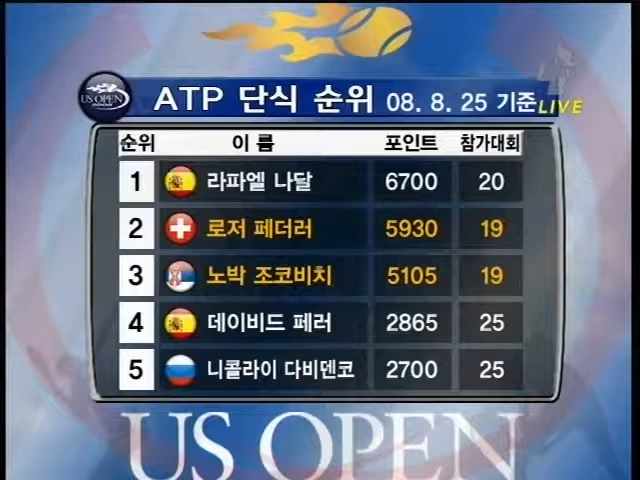 US OPEN
ATP 단식 순위 08. 8. 25 기준
LIVE
순위 이 름 포인트 참가대회
1 라파엘 나달 6700 20
2 로저 페더러 5930 19
3 노박 조코비치 5105 19
4 데이비드 페러 2865 25
5 니콜라이 다비덴코 2700 25
US OPEN